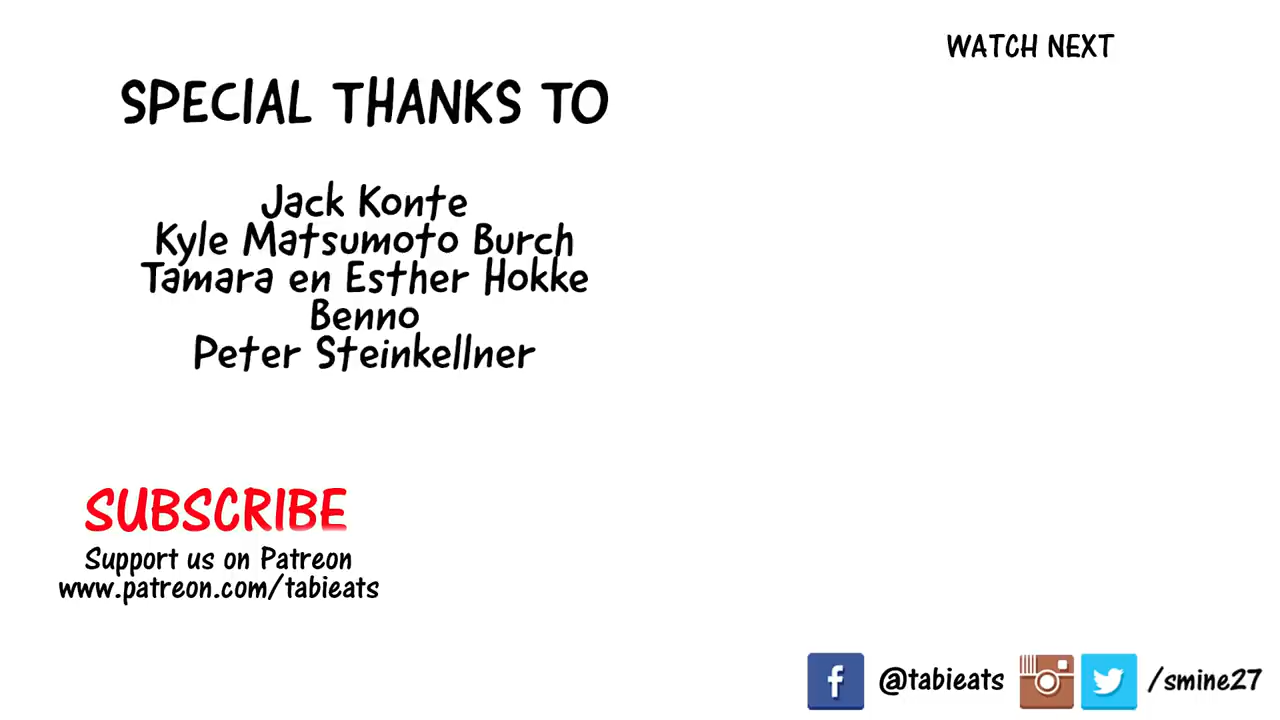 WATCH NEXT
SPECIAL THANKS TO
Jack Konte
Kyle Matsumoto Burch
Tamara en Esther Hokke
Benno
Peter Steinkellner
SUBSCRIBE
Support us on Patreon
www.patreon.com/tabieats
@tabieats /smine27